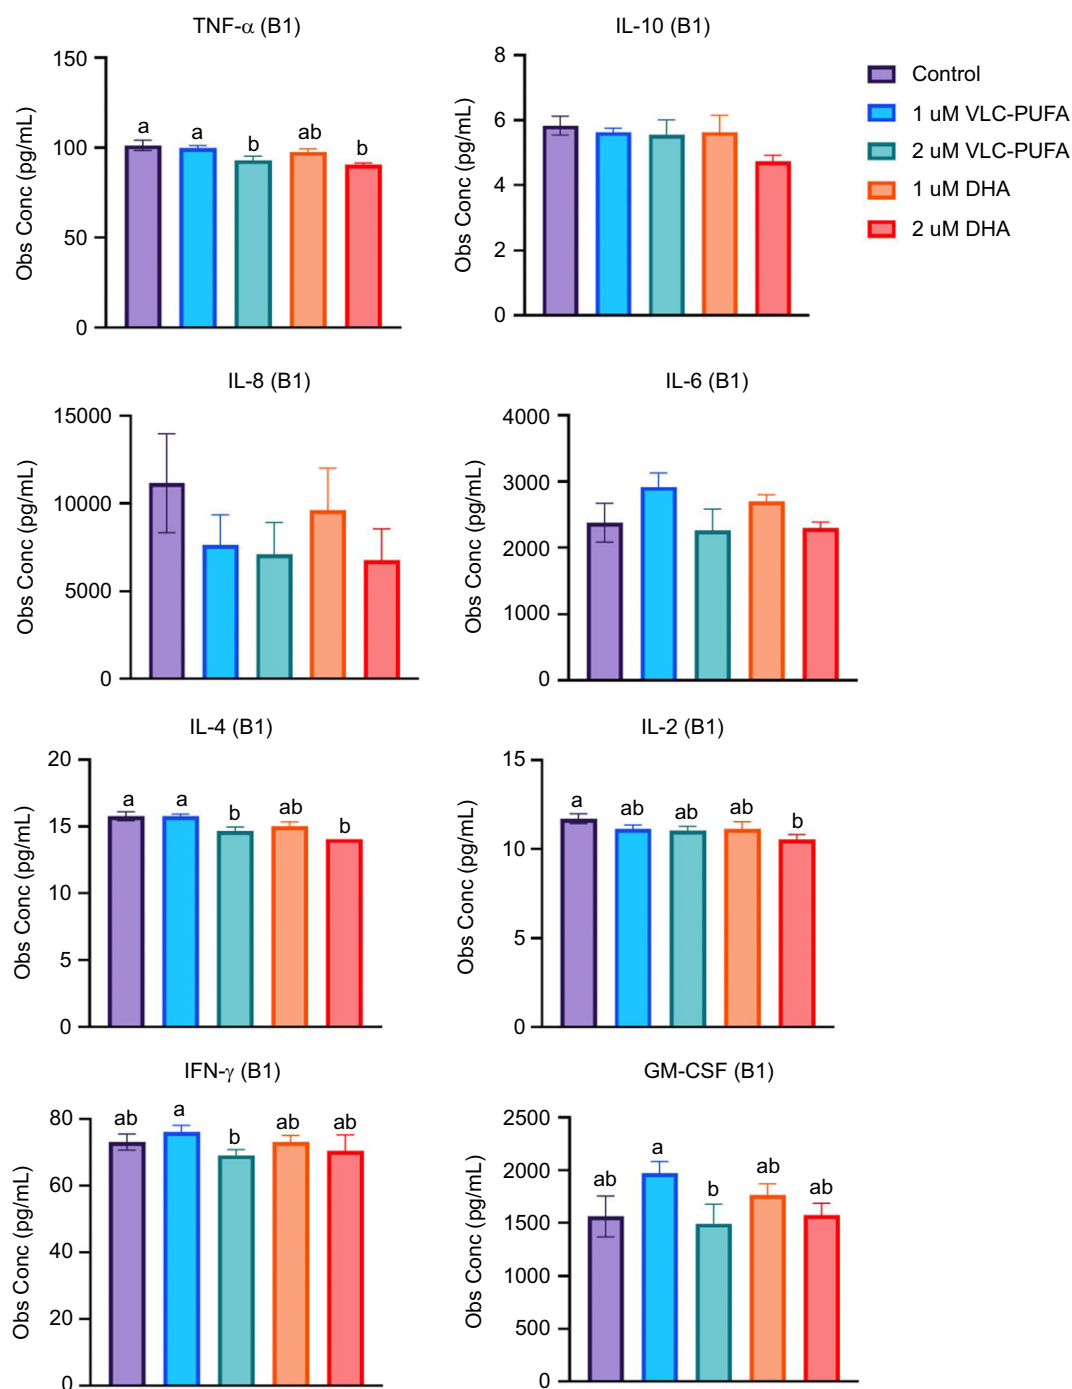 TNF-α (B1)
150
100
50
0
Obs Conc (pg/mL)
a a b ab b
IL-10 (B1)
8
6
4
2
0
Obs Conc (pg/mL)
Control
1 uM VLC-PUFA
2 uM VLC-PUFA
1 uM DHA
2 uM DHA
IL-8 (B1)
15000
10000
5000
0
Obs Conc (pg/mL)
IL-6 (B1)
4000
3000
2000
1000
0
Obs Conc (pg/mL)
IL-4 (B1)
20
15
10
5
0
Obs Conc (pg/mL)
a a b ab b
IL-2 (B1)
15
10
5
0
Obs Conc (pg/mL)
a ab ab ab b
IFN-γ (B1)
80
60
40
20
0
Obs Conc (pg/mL)
ab a b ab ab
GM-CSF (B1)
2500
2000
1500
1000
500
0
Obs Conc (pg/mL)
ab a b ab ab